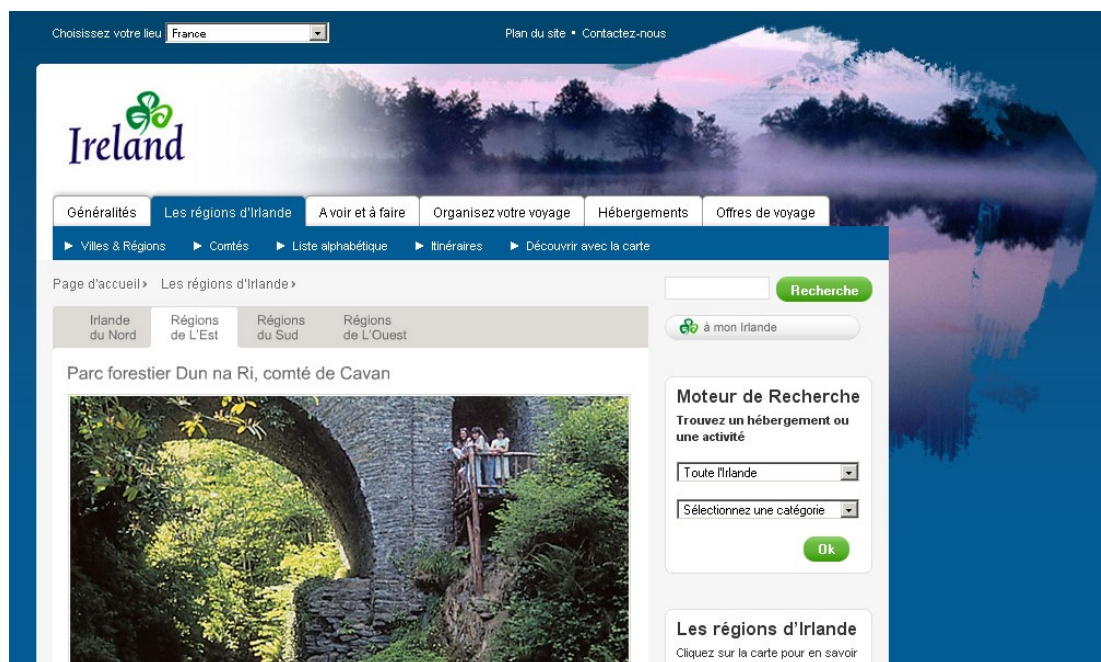 Choisissez votre lieu France
Plan du site • Contactez-nous
Ireland
Généralités Les régions d'Irlande A voir et à faire Organisez votre voyage Hébergements Offres de voyage
Villes & Régions Comtés Liste alphabétique Itinéraires Découvrir avec la carte
Page d'accueil› Les régions d'Irlande›
Recherche
Irlande du Nord
Régions de L'Est
Régions du Sud
Régions de L'Ouest
à mon Irlande
Parc forestier Dun na Ri, comté de Cavan
Moteur de Recherche
Trouvez un hébergement ou
une activité
Toute l'Irlande
Sélectionnez une catégorie
Ok
Les régions d'Irlande
Cliquez sur la carte pour en savoir